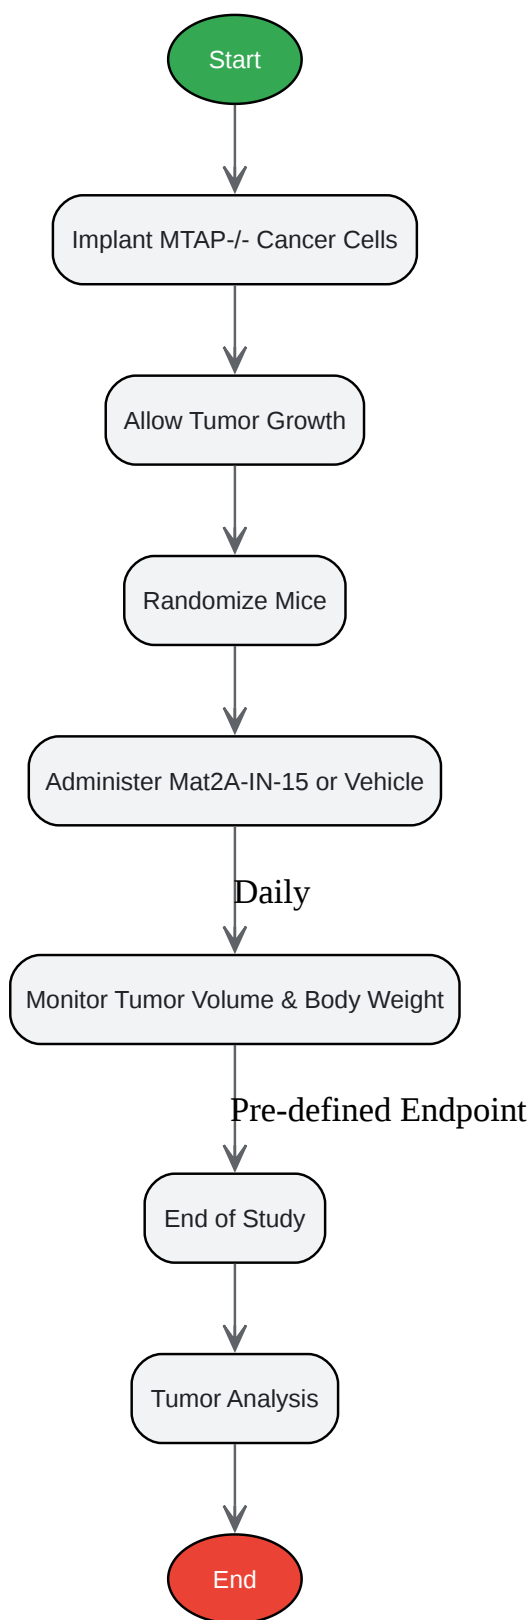 Start
Implant MTAP-/- Cancer Cells
Allow Tumor Growth
Randomize Mice
Administer Mat2A-IN-15 or Vehicle
Daily
Monitor Tumor Volume & Body Weight
Pre-defined Endpoint
End of Study
Tumor Analysis
End